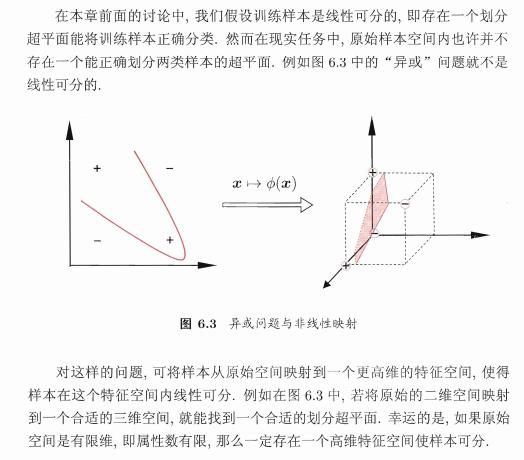 在本章前面的讨论中, 我们假设训练样本是线性可分的, 即存在一个划分
超平面能将训练样本正确分类. 然而在现实任务中, 原始样本空间内也许并不
存在一个能正确划分两类样本的超平面. 例如图 6.3 中的“异或”问题就不是
线性可分的.
+ −
− +
x ↦ ϕ(x)
+
−
−
+
图 6.3 异或问题与非线性映射
对这样的问题, 可将样本从原始空间映射到一个更高维的特征空间, 使得
样本在这个特征空间内线性可分. 例如在图 6.3 中, 若将原始的二维空间映射
到一个合适的三维空间, 就能找到一个合适的划分超平面. 幸运的是, 如果原始
空间是有限维, 即属性数有限, 那么一定存在一个高维特征空间使样本可分.